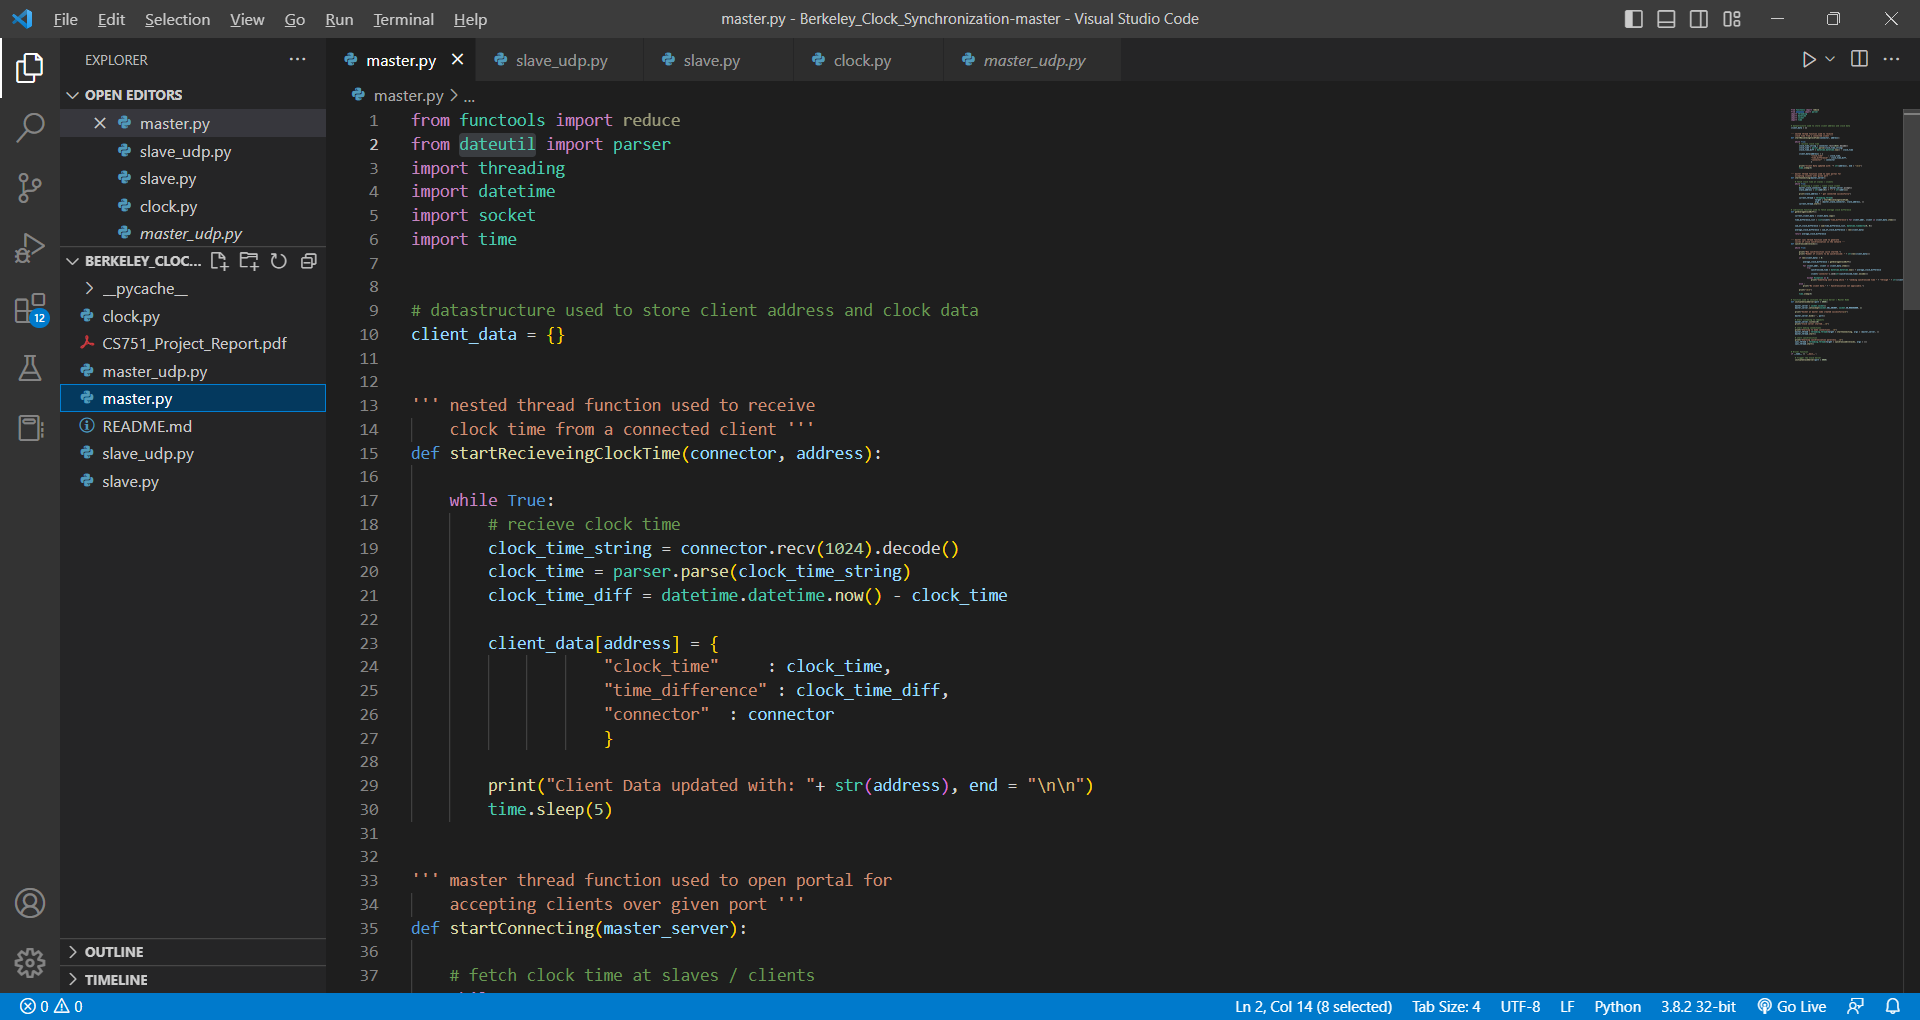 File Edit Selection View Go Run Terminal Help
master.py - Berkeley_Clock_Synchronization-master - Visual Studio Code
EXPLORER
OPEN EDITORS
master.py
slave_udp.py
slave.py
clock.py
master_udp.py
BERKELEY_CLOC...
__pycache__
clock.py
CS751_Project_Report.pdf
master_udp.py
master.py
README.md
slave_udp.py
slave.py
OUTLINE
TIMELINE
12
master.py slave_udp.py slave.py clock.py master_udp.py
master.py > ...
1 from functools import reduce
2 from dateutil import parser
3 import threading
4 import datetime
5 import socket
6 import time
7
8
9 # datastructure used to store client address and clock data
10 client_data = {}
11
12
13 ''' nested thread function used to receive
14 clock time from a connected client '''
15 def startRecieveingClockTime(connector, address):
16
17 while True:
18 # recieve clock time
19 clock_time_string = connector.recv(1024).decode()
20 clock_time = parser.parse(clock_time_string)
21 clock_time_diff = datetime.datetime.now() - clock_time
22
23 client_data[address] = {
24 "clock_time" : clock_time,
25 "time_difference" : clock_time_diff,
26 "connector" : connector
27 }
28
29 print("Client Data updated with: "+ str(address), end = "\n\n")
30 time.sleep(5)
31
32
33 ''' master thread function used to open portal for
34 accepting clients over given port '''
35 def startConnecting(master_server):
36
37 # fetch clock time at slaves / clients
0 0
Ln 2, Col 14 (8 selected) Tab Size: 4 UTF-8 LF Python 3.8.2 32-bit Go Live